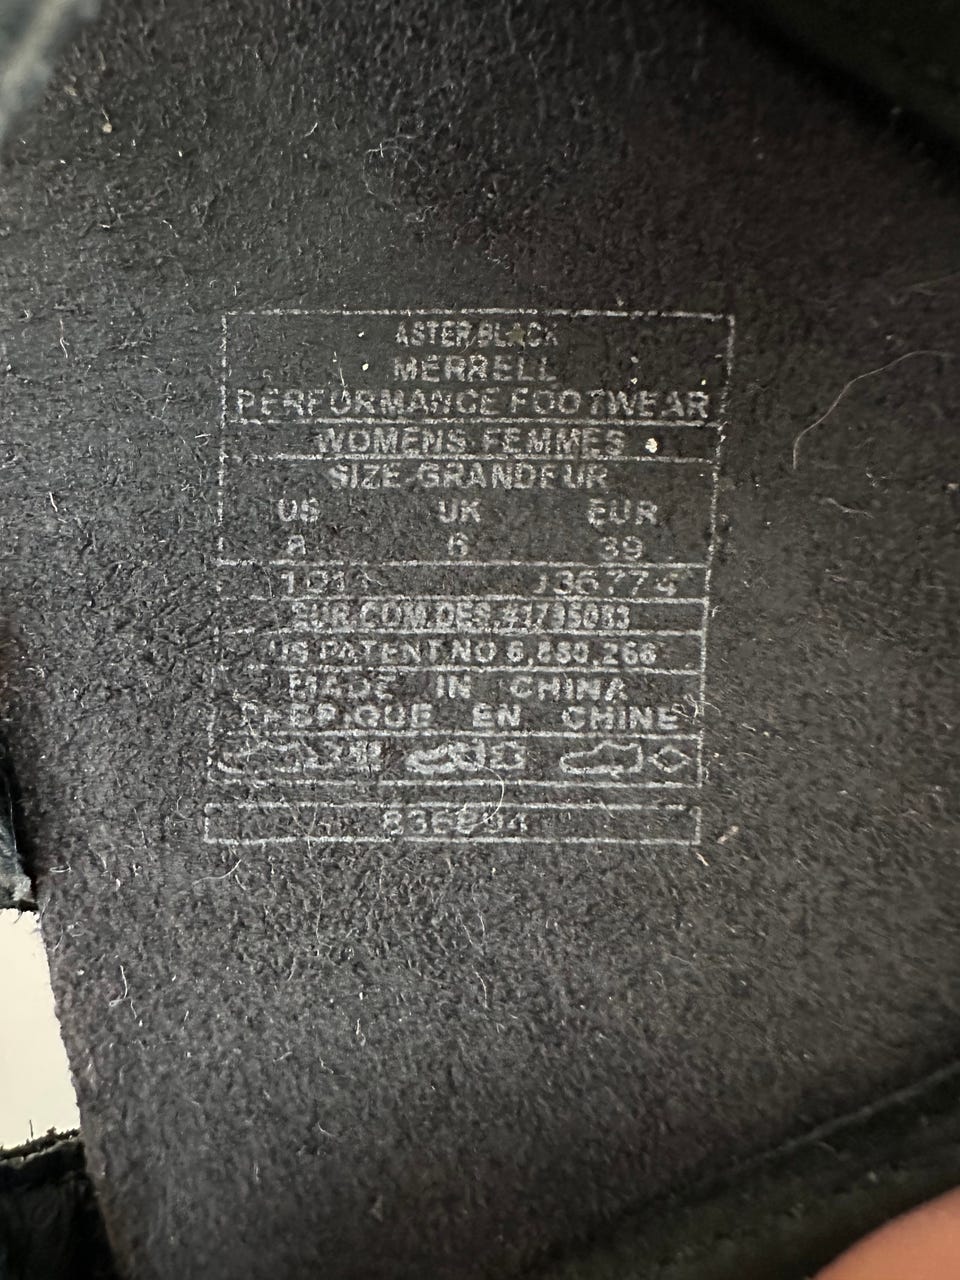 ASTER/BLACK
MERRELL
PERFORMANCE FOOTWEAR
WOMENS FEMMES
SIZE-GRANDEUR
US UK EUR
8 6 39
J36774
EUR.COM.DES.#1735083
US PATENT NO 6,880,266
MADE IN CHINA
FABRIQUE EN CHINE